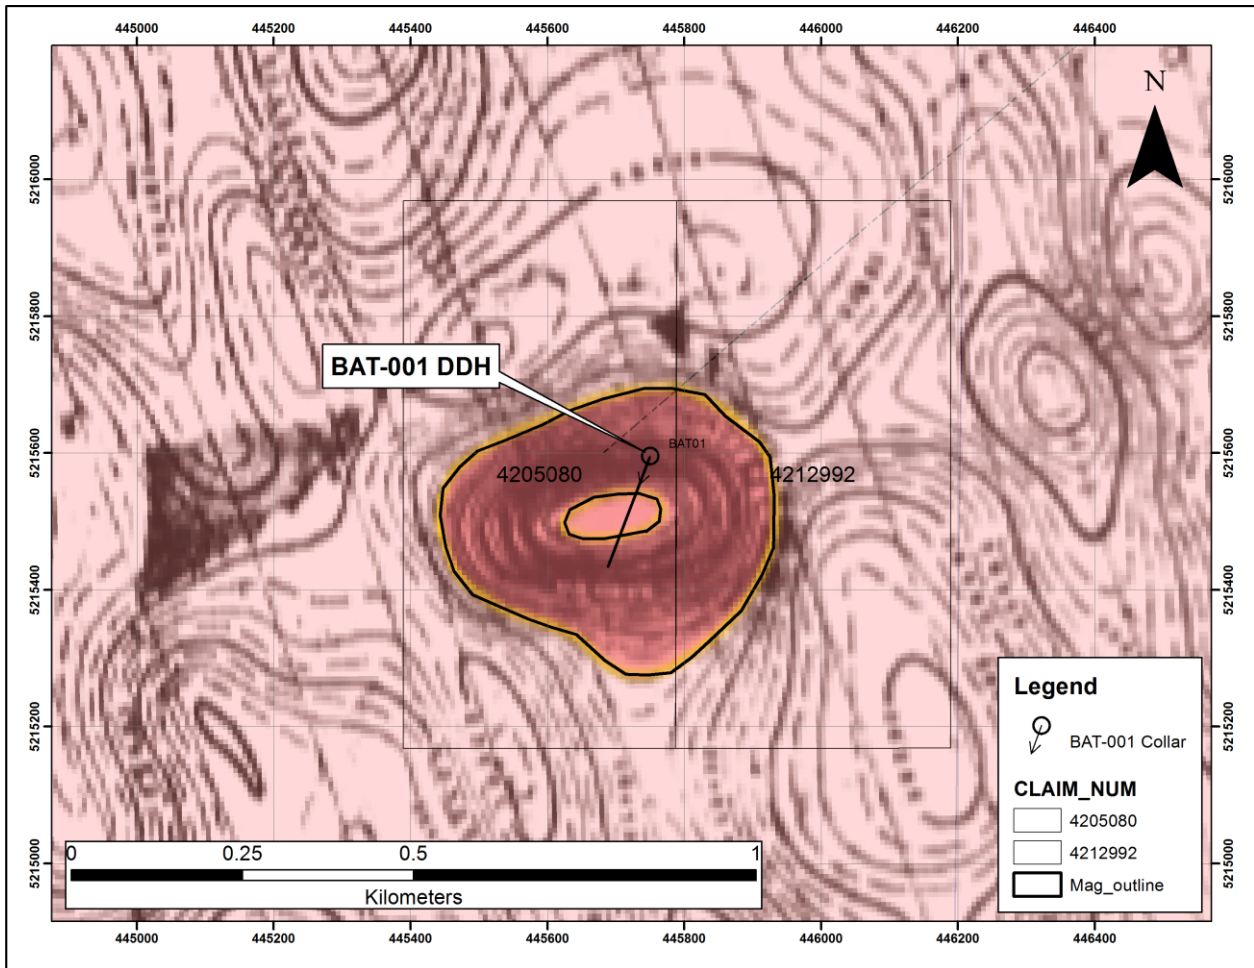 445000 445200 445400 445600 445800 446000 446200 446400
N
5216000 5216000
5215800 5215800
BAT-001 DDH
BAT01
5215600 5215600
4205080 4212992
5215400 5215400
Legend
BAT-001 Collar
CLAIM_NUM
4205080
4212992
Mag_outline
5215200 5215200
5215000 5215000
0 0.25 0.5 1
Kilometers
445000 445200 445400 445600 445800 446000 446200 446400